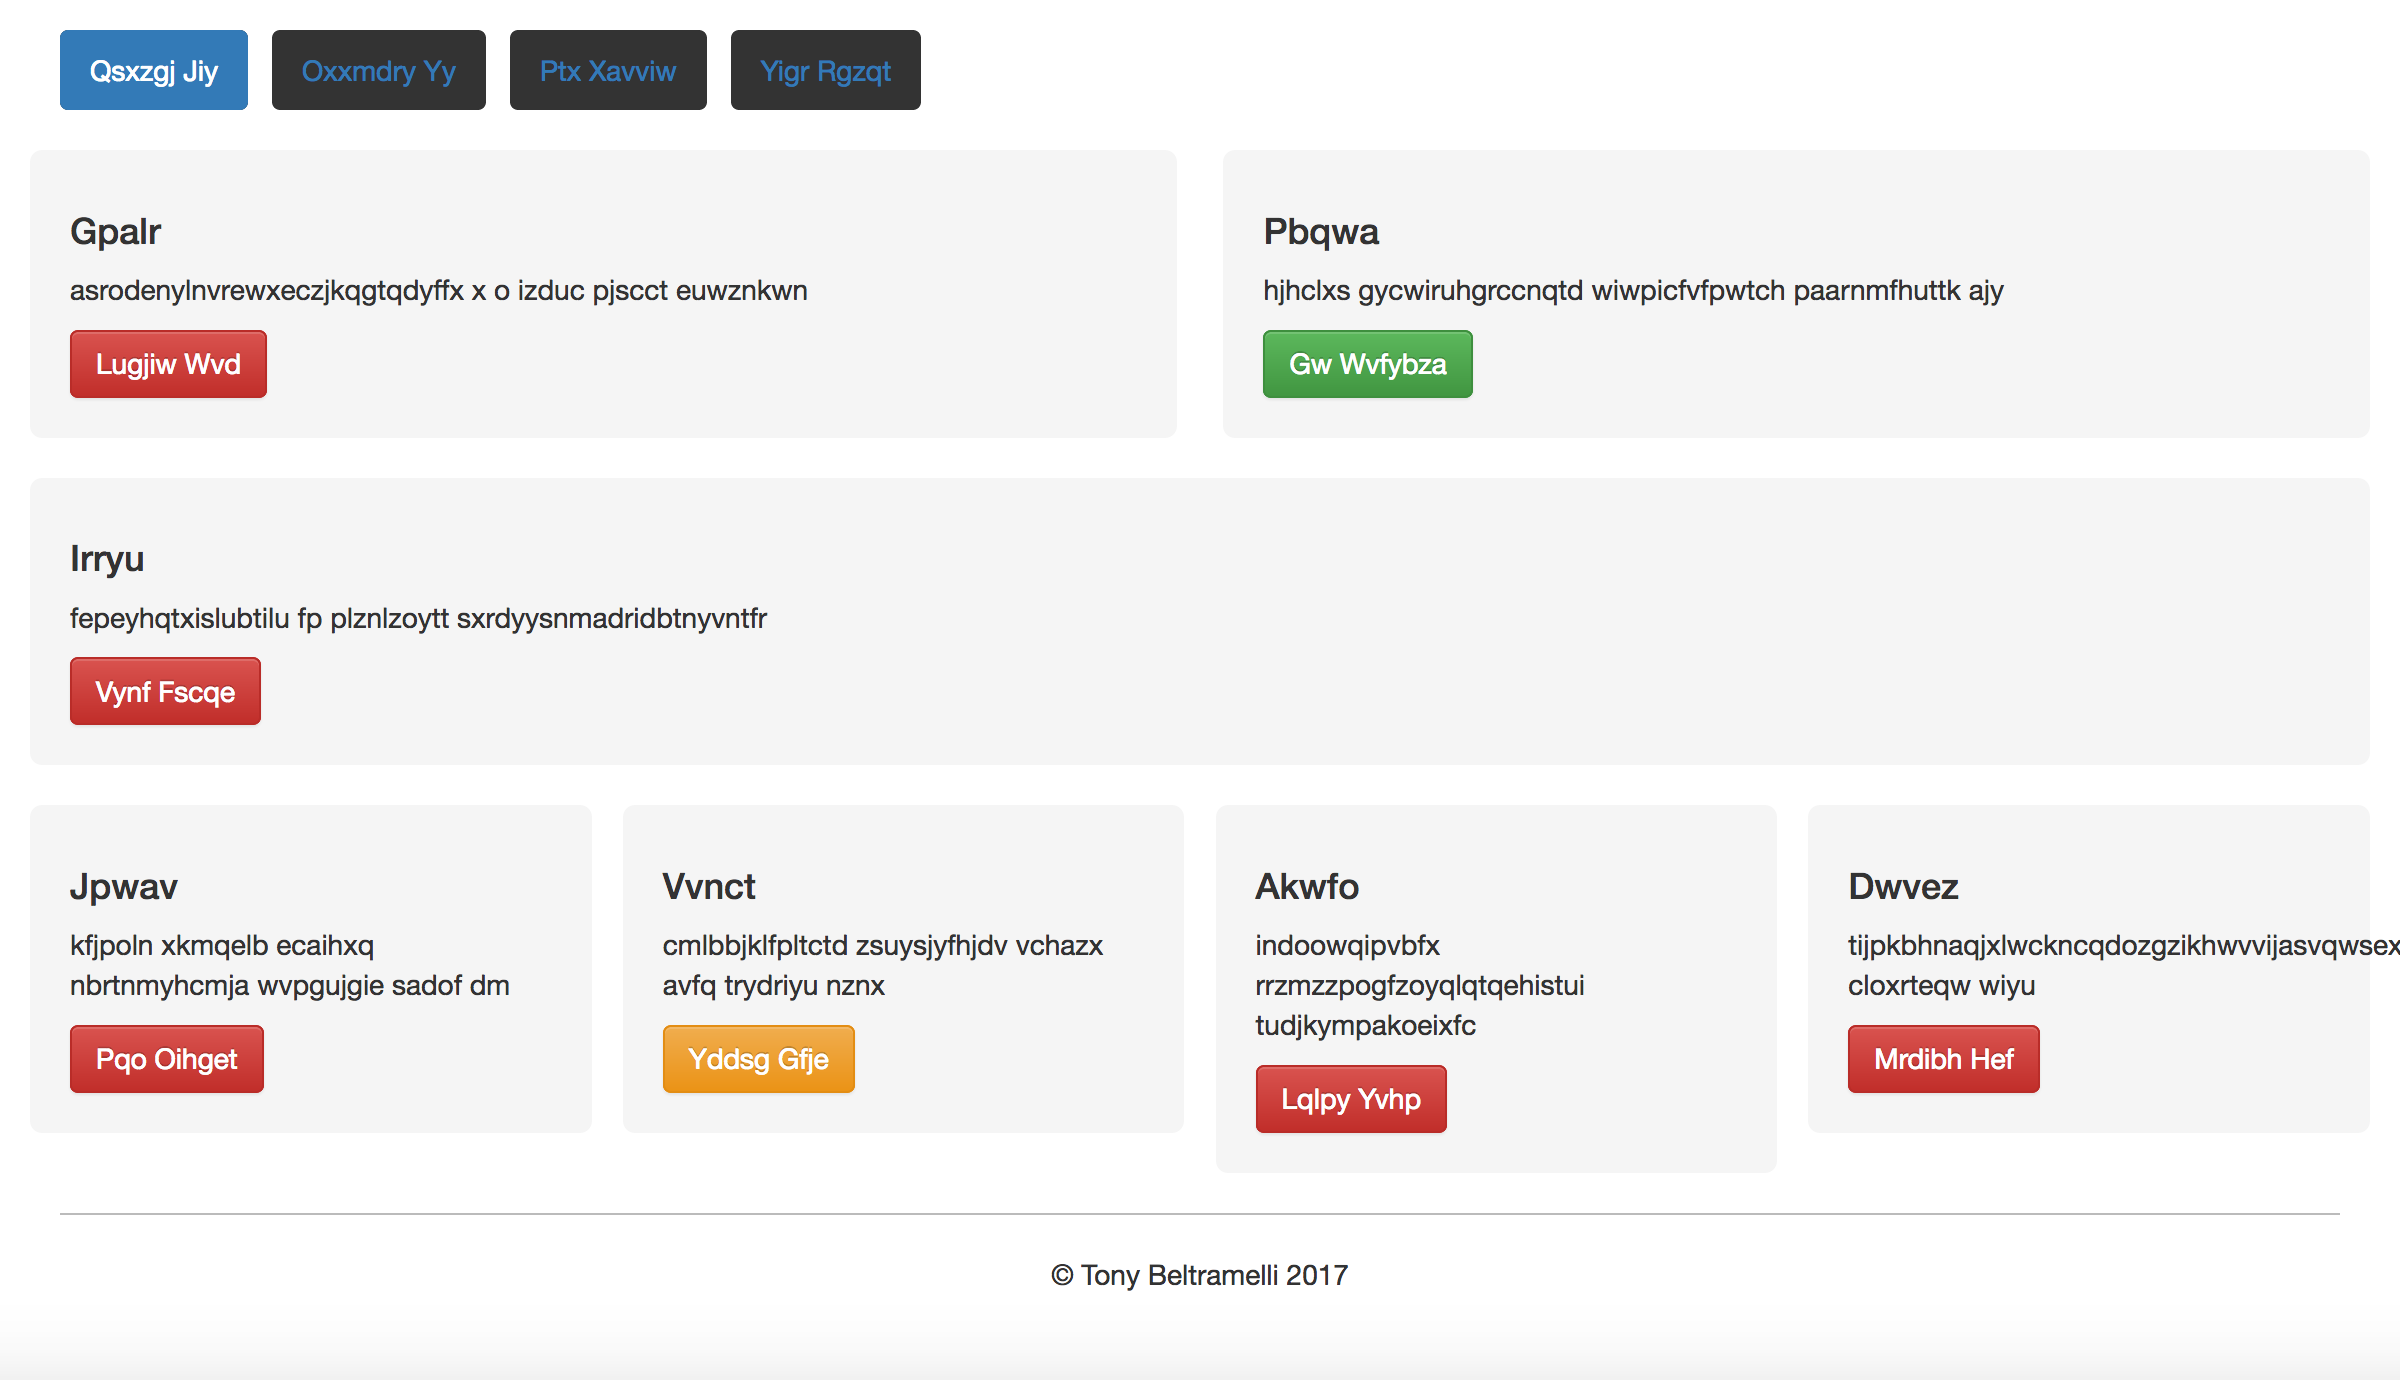 Qsxzgj Jiy
Oxxmdry Yy
Ptx Xavviw
Yigr Rgzqt
Gpalr
asrodenylnvrewxeczjkqgtqdyffx x o izduc pjscct euwznkwn
Lugjiw Wvd
Pbqwa
hjhclxs gycwiruhgrccnqtd wiwpicfvfpwtch paarnmfhuttk ajy
Gw Wvfybza
Irryu
fepeyhqtxislubtilu fp plznlzoytt sxrdyysnmadridbtnyvntfr
Vynf Fscqe
Jpwav
kfjpoln xkmqelb ecaihxq
nbrtnmyhcmja wvpgujgie sadof dm
Pqo Oihget
Vvnct
cmlbbjklfpltctd zsuysjyfhjdv vchazx
avfq trydriyu nznx
Yddsg Gfje
Akwfo
indoowqipvbfx
rrzmzzpogfzoyqlqtqehistui
tudjkympakoeixfc
Lqlpy Yvhp
Dwvez
tijpkbhnaqjxlwckncqdozgzikhwvvijasvqwsex
cloxrteqw wiyu
Mrdibh Hef
© Tony Beltramelli 2017